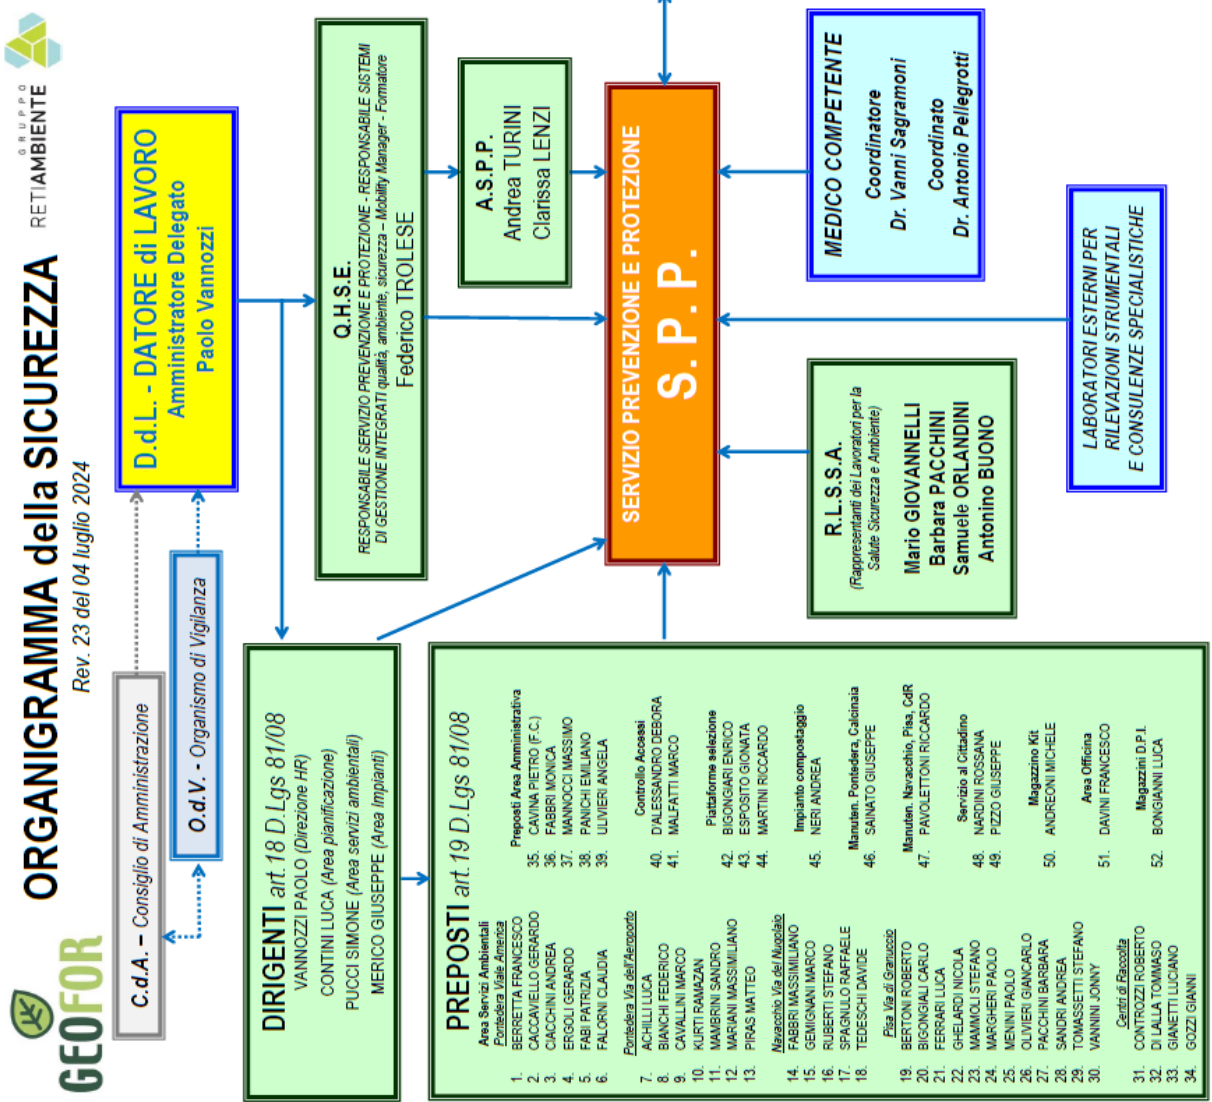 GEOFOR
ORGANIGRAMMA della SICUREZZA
Rev. 23 del 04 luglio 2024
GRUPPO
RETIAMBIENTE
C.d.A. – Consiglio di Amministrazione
O.d.V. - Organismo di Vigilanza
D.d.L. - DATORE di LAVORO
Amministratore Delegato
Paolo Vannozzi
DIRIGENTI art.18 D.Lgs 81/08
VANNOZZI PAOLO (Direzione HR)
CONTINI LUCA (Area pianificazione)
PUCCI SIMONE (Area servizi ambientali)
MERICO GIUSEPPE (Area Impianti)
Q.H.S.E.
RESPONSABILE SERVIZIO PREVENZIONE E PROTEZIONE - RESPONSABILE SISTEMI
DI GESTIONE INTEGRATI qualità, ambiente, sicurezza – Mobility Manager - Formatore
Federico TROLESE
A.S.P.P.
Andrea TURINI
Clarissa LENZI
PREPOSTI art.19 D.Lgs 81/08
Area Servizi Ambientali
Pontedera Viale America
1. BERRETTA FRANCESCO
2. CACCAVIELLO GERARDO
3. CIACCHINI ANDREA
4. ERGOLI GERARDO
5. FABI PATRIZIA
6. FALORNI CLAUDIA
Pontedera Via dell'Aeroporto
7. ACHILLI LUCA
8. BIANCHI FEDERICO
9. CAVALLINI MARCO
10. KURTI RAMAZAN
11. MAMBRINI SANDRO
12. MARIANI MASSIMILIANO
13. PIRAS MATTEO
Navacchio Via del Nugolaio
14. FABBRI MASSIMILIANO
15. GEMIGNANI MARCO
16. RUBERTI STEFANO
17. SPAGNULO RAFFAELE
18. TEDESCHI DAVIDE
Pisa Via di Granuccio
19. BERTONI ROBERTO
20. BIGONGIALI CARLO
21. FERRARI LUCA
22. GHELARDI NICOLA
23. MAMMOLI STEFANO
24. MARGHERI PAOLO
25. MENINI PAOLO
26. OLIVIERI GIANCARLO
27. PACCHINI BARBARA
28. SANDRI ANDREA
29. TOMASSETTI STEFANO
30. VANNINI JONNY
Centri di Raccolta
31. CONTROZZI ROBERTO
32. DI LALLA TOMMASO
33. GIANETTI LUCIANO
34. GOZZI GIANNI
Preposti Area Amministrativa
35. CAVINA PIETRO (F.C.)
36. FABBRI MONICA
37. MANNOCCI MASSIMO
38. PANICHI EMILIANO
39. ULIVIERI ANGELA
Controllo Accessi
40. D'ALESSANDRO DEBORA
41. MALFATTI MARCO
Piattaforme selezione
42. BIGONGIARI ENRICO
43. ESPOSITO GIONATA
44. MARTINI RICCARDO
Impianto compostaggio
45. NERI ANDREA
Manuten. Pontedera, Calcinaia
46. SAINATO GIUSEPPE
Manuten. Navacchio, Pisa, CdR
47. PAVOLETTONI RICCARDO
Servizio al Cittadino
48. NARDINI ROSSANA
49. PIZZO GIUSEPPE
Magazzino Kit
50. ANDREONI MICHELE
Area Officina
51. DAVINI FRANCESCO
Magazzini D.P.I.
52. BONGIANNI LUCA
SERVIZIO PREVENZIONE E PROTEZIONE
S. P. P.
R.L.S.S.A.
(Rappresentanti dei Lavoratori per la
Salute Sicurezza e Ambiente)
Mario GIOVANNELLI
Barbara PACCHINI
Samuele ORLANDINI
Antonino BUONO
MEDICO COMPETENTE
Coordinatore
Dr. Vanni Sagramoni
Coordinato
Dr. Antonio Pellegrotti
LABORATORI ESTERNI PER
RILEVAZIONI STRUMENTALI
E CONSULENZE SPECIALISTICHE